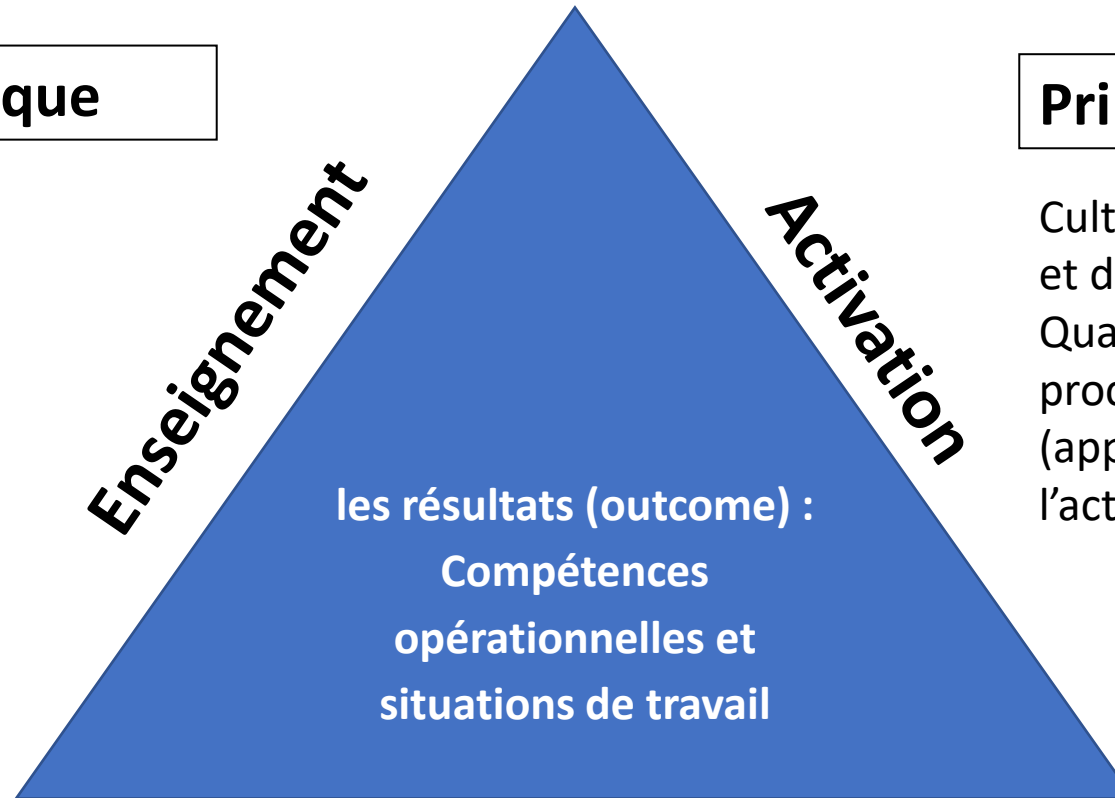 que
Enseignement
Activation
les résultats (outcome) :
Compétences
opérationnelles et
situations de travail
Pri
Cult
et d
Qua
proc
(app
l’act